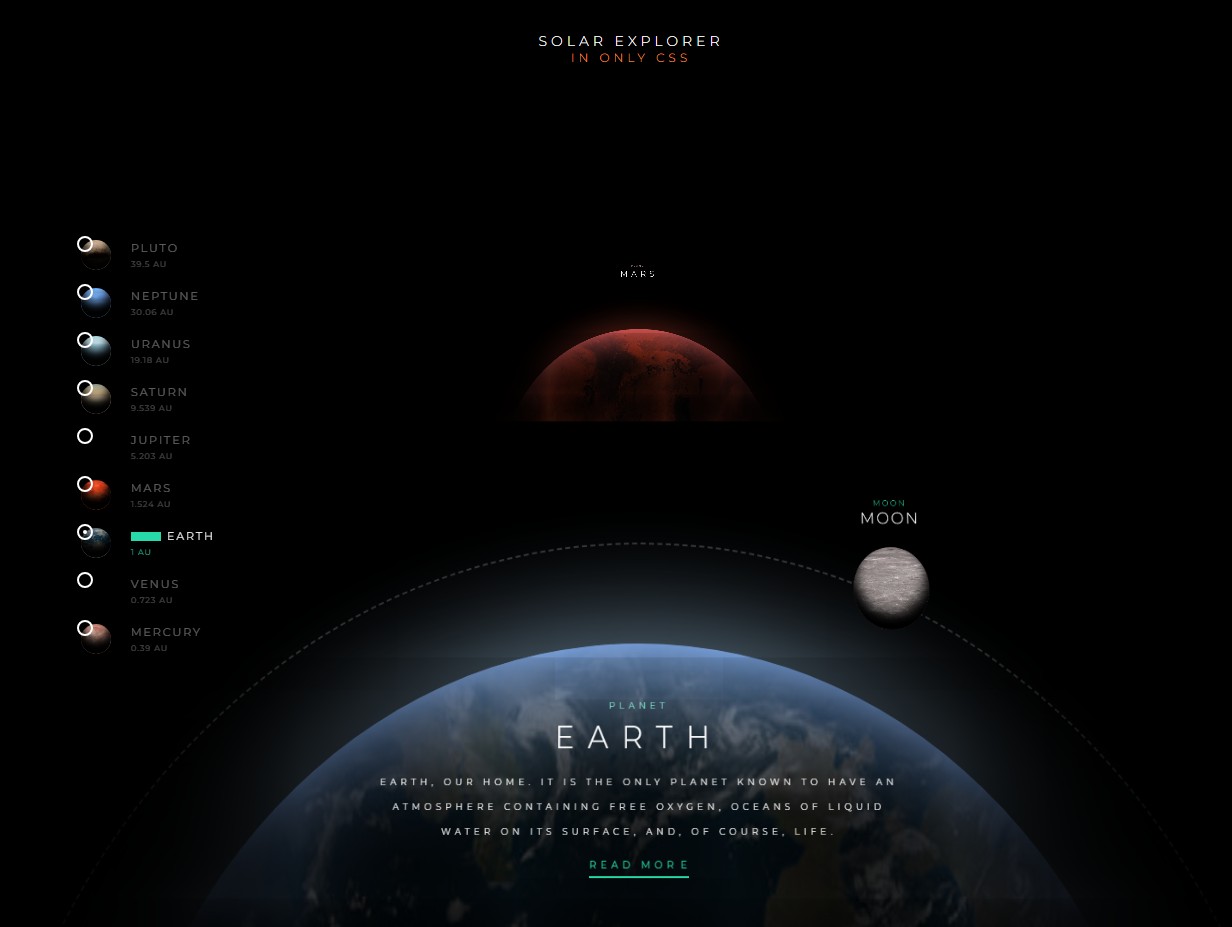 SOLAR EXPLORER
IN ONLY CSS
PLUTO
39.5 AU
NEPTUNE
30.06 AU
URANUS
19.18 AU
SATURN
9.539 AU
JUPITER
5.203 AU
MARS
1.524 AU
EARTH
1 AU
VENUS
0.723 AU
MERCURY
0.39 AU
MARS
MOON
MOON
PLANET
EARTH
EARTH, OUR HOME. IT IS THE ONLY PLANET KNOWN TO HAVE AN
ATMOSPHERE CONTAINING FREE OXYGEN, OCEANS OF LIQUID
WATER ON ITS SURFACE, AND, OF COURSE, LIFE.
READ MORE